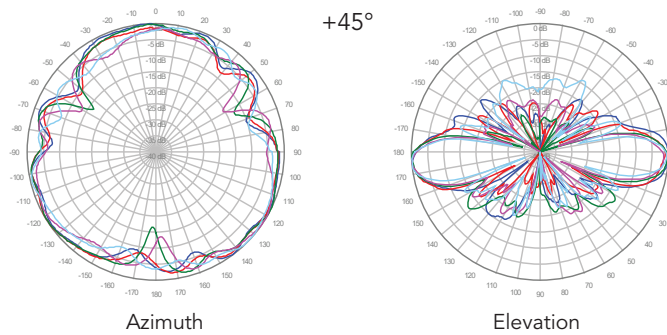 +45°
-10 0 10
-20 20
-30 30
-40 40
-50 50
-60 60
-70 70
-80 80
-90 90
-100 100
-110 110
-120 120
-130 130
-140 140
-150 150
-160 160
-170 180 170
0 dB
-5 dB
-10 dB
-15 dB
-20 dB
-25 dB
-30 dB
-35 dB
-40 dB
Azimuth
-100 -90 -80
-110 -70
-120 -60
-130 -50
-140 -40
-150 -30
-160 -20
-170 -10
180 0
170 10
160 20
150 30
140 40
130 50
120 60
110 70
100 90 80
0 dB
-5 dB
-10 dB
-15 dB
-20 dB
Elevation